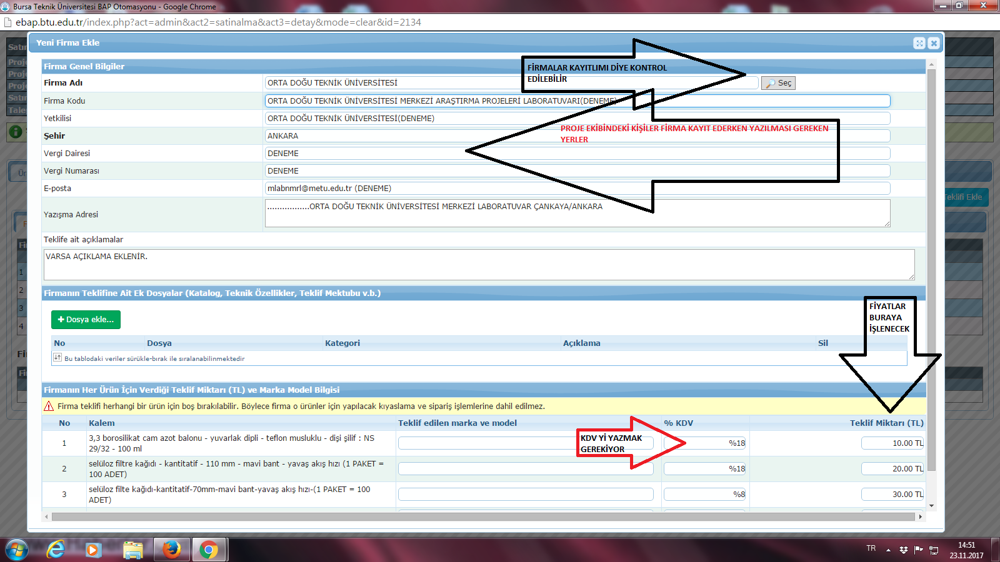 Bursa Teknik Üniversitesi BAP Otomasyonu - Google Chrome
ebap.btu.edu.tr/index.php?act=admin&act2=satinalma&act3=detay&mode=clear&id=2134
Yeni Firma Ekle
Firma Genel Bilgiler
Firma Adı
ORTA DOĞU TEKNİK ÜNİVERSİTESİ
Seç
FİRMALAR KAYITLIMI DİYE KONTROL
EDİLEBİLİR
Firma Kodu
ORTA DOĞU TEKNİK ÜNİVERSİTESİ MERKEZİ ARAŞTIRMA PROJELERİ LABORATUVARI(DENEME)
Yetkilisi
ORTA DOĞU TEKNİK ÜNİVERSİTESİ(DENEME)
PROJE EKİBİNDEKİ KİŞİLER FİRMA KAYIT EDERKEN YAZILMASI GEREKEN
YERLER
Şehir
ANKARA
Vergi Dairesi
DENEME
Vergi Numarası
DENEME
E-posta
mlabnmrl@metu.edu.tr (DENEME)
Yazışma Adresi
.................ORTA DOĞU TEKNİK ÜNİVERSİTESİ MERKEZİ LABORATUVAR ÇANKAYA/ANKARA
Teklifi Ekle
Teklife ait açıklamalar
VARSA AÇIKLAMA EKLENİR.
Firmanın Teklifine Ait Ek Dosyalar (Katalog, Teknik Özellikler, Teklif Mektubu v.b.)
FİYATLAR
BURAYA
İŞLENECEK
Dosya ekle...
No Dosya Kategori Açıklama Sil
Bu tablodaki veriler sürükle-bırak ile sıralanabilinmektedir
Firmanın Her Ürün İçin Verdiği Teklif Miktarı (TL) ve Marka Model Bilgisi
Firma teklifi herhangi bir ürün için boş bırakılabilir. Böylece firma o ürünler için yapılacak kıyaslama ve sipariş işlemlerine dahil edilmez.
No Kalem Teklif edilen marka ve model % KDV Teklif Miktarı (TL)
1 3,3 borosilikat cam azot balonu - yuvarlak dipli - teflon musluklu - dişi şilif : NS
29/32 - 100 ml
%18 10.00 TL
KDV Yİ YAZMAK
GEREKİYOR
2 selüloz filtre kağıdı - kantitatif - 110 mm - mavi bant - yavaş akış hızı (1 PAKET =
100 ADET)
%18 20.00 TL
3 selüloz filte kağıdı-kantitatif-70mm-mavi bant-yavaş akış hızı-(1 PAKET = 100
ADET)
%8 30.00 TL
1
2
3
4
TR
14:51
23.11.2017